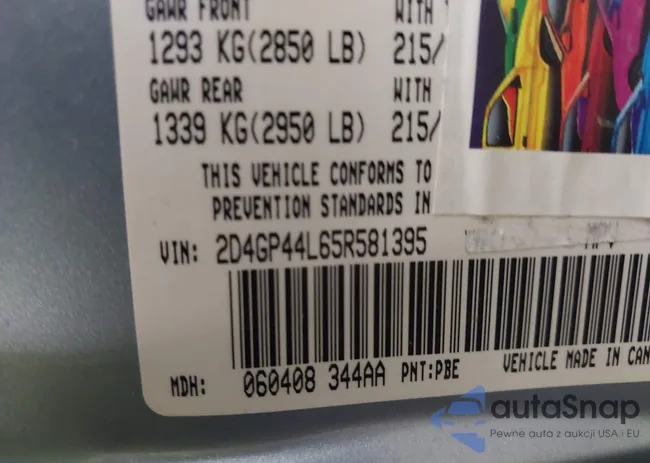 GAWR FRONT WITH
1293 KG(2850 LB) 215/
GAWR REAR WITH
1339 KG(2950 LB) 215/
THIS VEHICLE CONFORMS TO
PREVENTION STANDARDS IN
VIN: 2D4GP44L65R581395
MDH: 060408 344AA PNT:PBE VEHICLE MADE IN CAN
autaSnap
Pewne auta z aukcji USA i EU